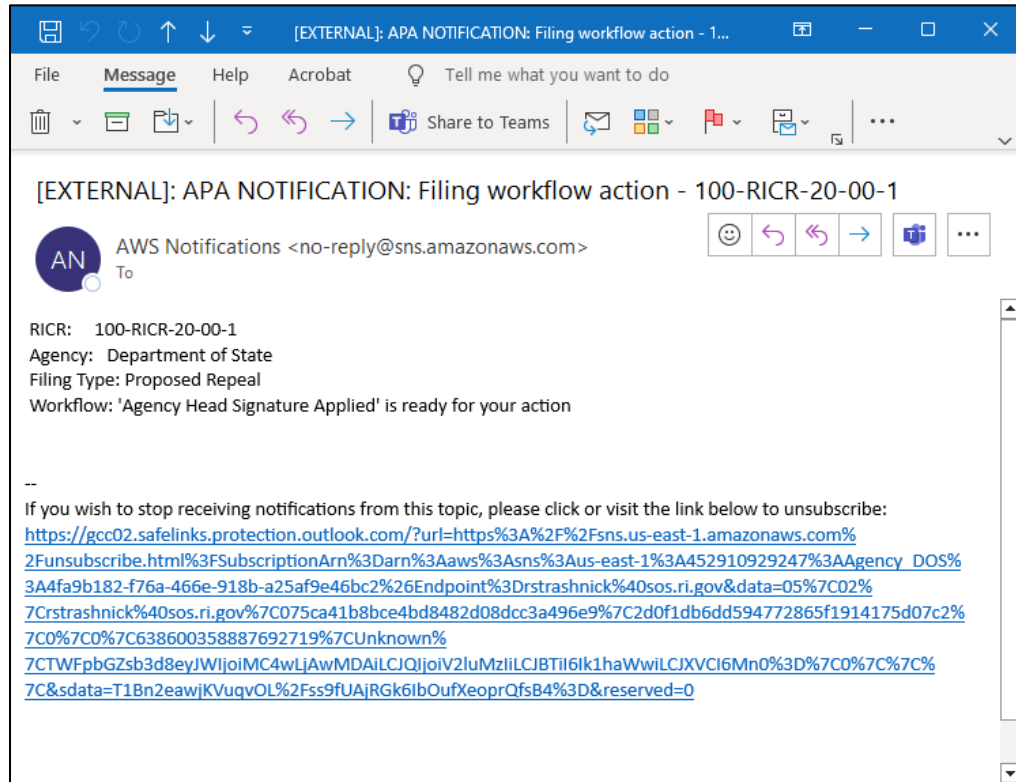 [EXTERNAL]: APA NOTIFICATION: Filing workflow action - 1...
File Message Help Acrobat Tell me what you want to do
Share to Teams
[EXTERNAL]: APA NOTIFICATION: Filing workflow action - 100-RICR-20-00-1
AN
AWS Notifications <no-reply@sns.amazonaws.com>
To
RICR: 100-RICR-20-00-1
Agency: Department of State
Filing Type: Proposed Repeal
Workflow: 'Agency Head Signature Applied' is ready for your action
--
If you wish to stop receiving notifications from this topic, please click or visit the link below to unsubscribe:
https://gcc02.safelinks.protection.outlook.com/?url=https%3A%2F%2Fsns.us-east-1.amazonaws.com%
2Funsubscribe.html%3FSubscriptionArn%3Darn%3Aaws%3Asns%3Aus-east-1%3A452910929247%3AAgency_DOS%
3A4fa9b182-f76a-466e-918b-a25af9e46bc2%26Endpoint%3Drstrashnick%40sos.ri.gov&data=05%7C02%
7Crstrashnick%40sos.ri.gov%7C075ca41b8bce4bd8482d08dcc3a496e9%7C2d0f1db6dd594772865f1914175d07c2%
7C0%7C0%7C638600358887692719%7CUnknown%
7CTWFpbGZsb3d8eyJWIjoiMC4wLjAwMDAiLCJQIjoiV2luMzIiLCJBTiI6Ik1haWwiLCJXVCI6Mn0%3D%7C0%7C%7C%
7C&sdata=T1Bn2eawjKVuqvOL%2Fss9fUAjRGk6IbOufXeoprQfsB4%3D&reserved=0